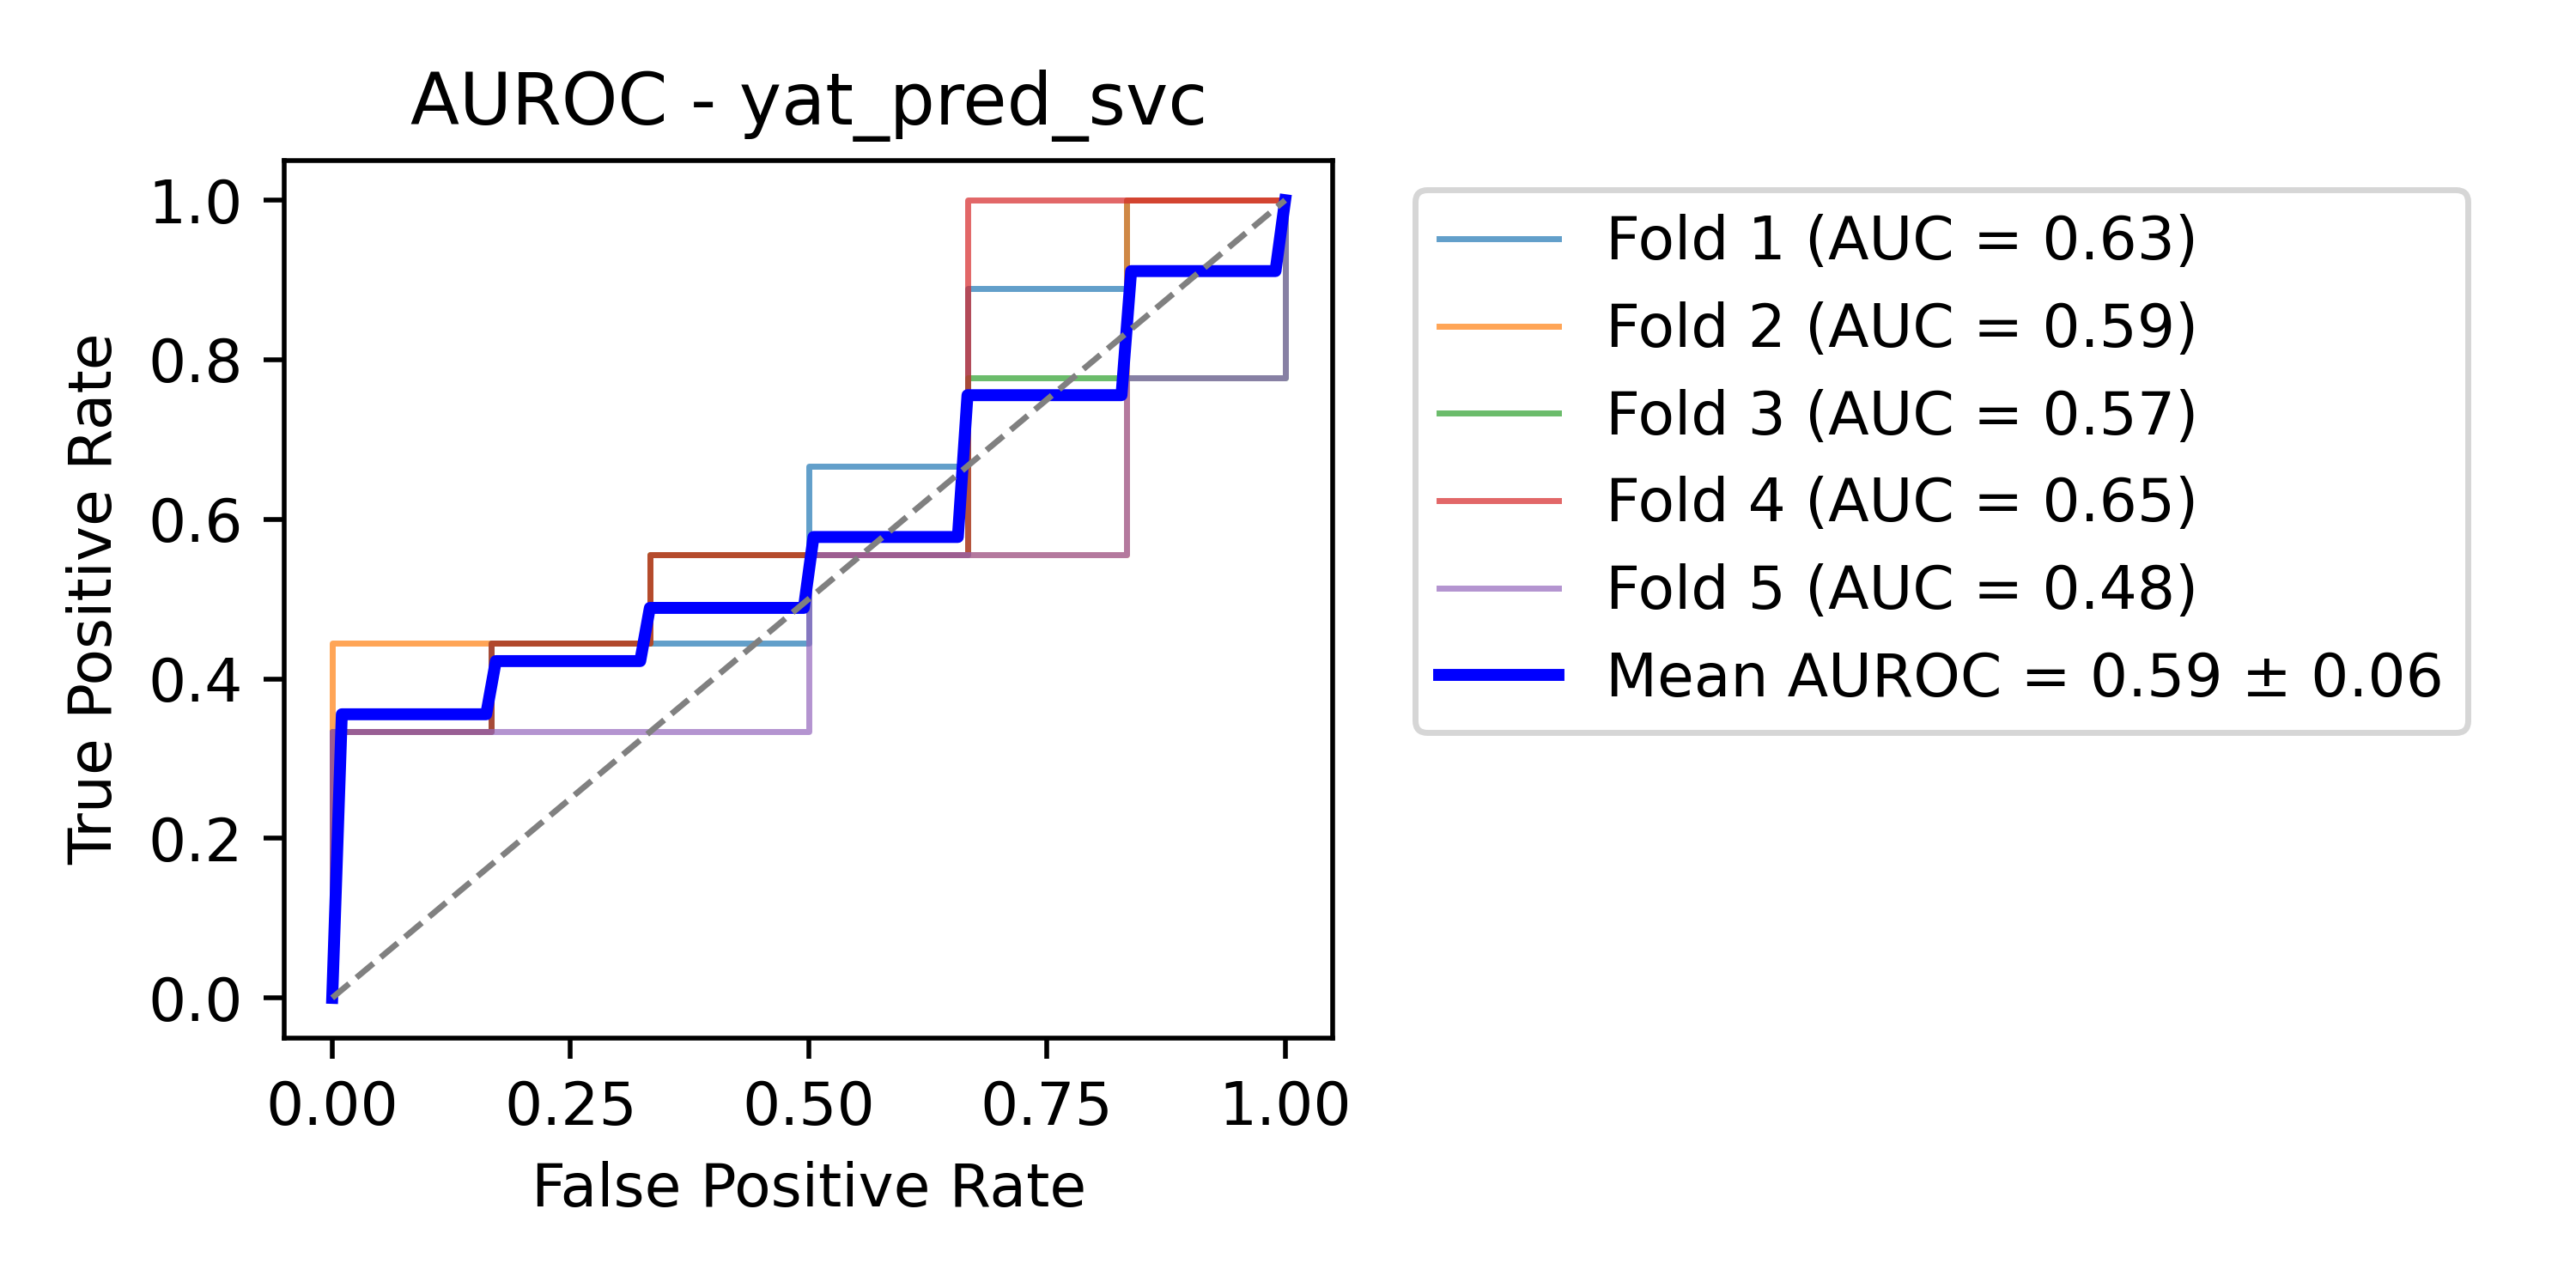 AUROC - yat_pred_svc
True Positive Rate
1.0
0.8
0.6
0.4
0.2
0.0
0.00 0.25 0.50 0.75 1.00
False Positive Rate
Fold 1 (AUC = 0.63)
Fold 2 (AUC = 0.59)
Fold 3 (AUC = 0.57)
Fold 4 (AUC = 0.65)
Fold 5 (AUC = 0.48)
Mean AUROC = 0.59 ± 0.06